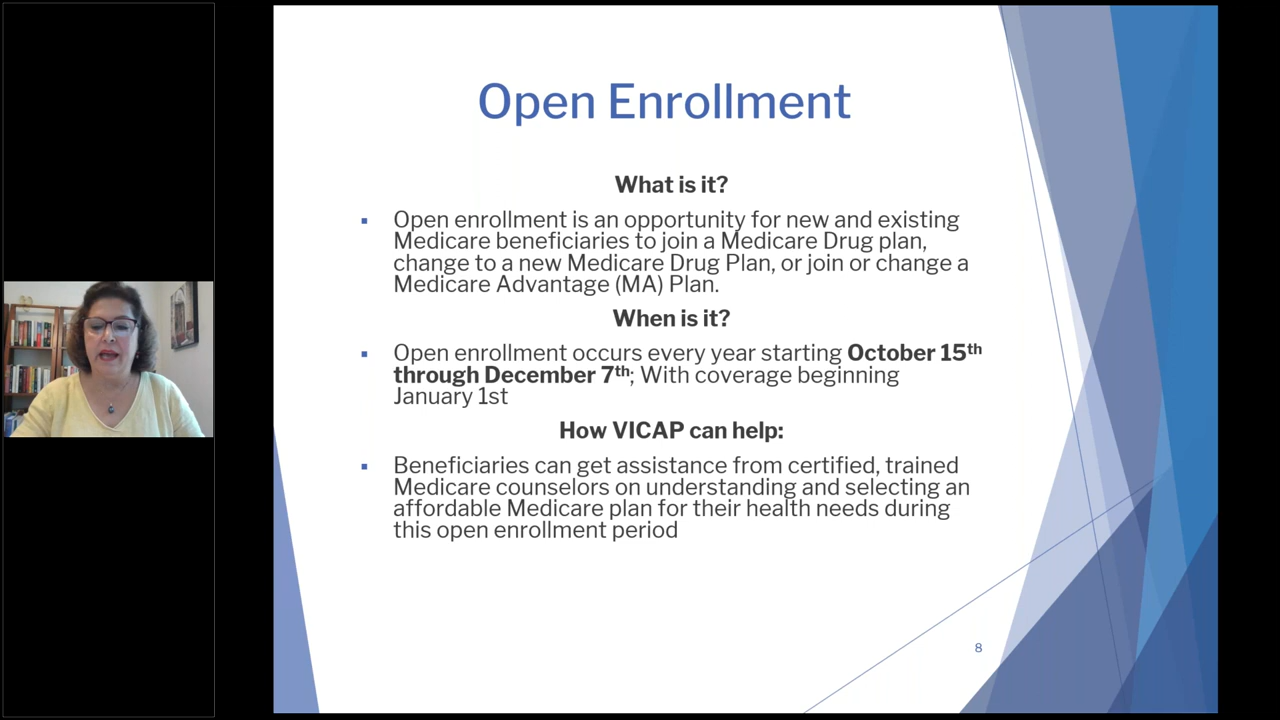 Open Enrollment
What is it?
▪ Open enrollment is an opportunity for new and existing
Medicare beneficiaries to join a Medicare Drug plan,
change to a new Medicare Drug Plan, or join or change a
Medicare Advantage (MA) Plan.
When is it?
▪ Open enrollment occurs every year starting October 15th
through December 7th; With coverage beginning
January 1st
How VICAP can help:
▪ Beneficiaries can get assistance from certified, trained
Medicare counselors on understanding and selecting an
affordable Medicare plan for their health needs during
this open enrollment period
8